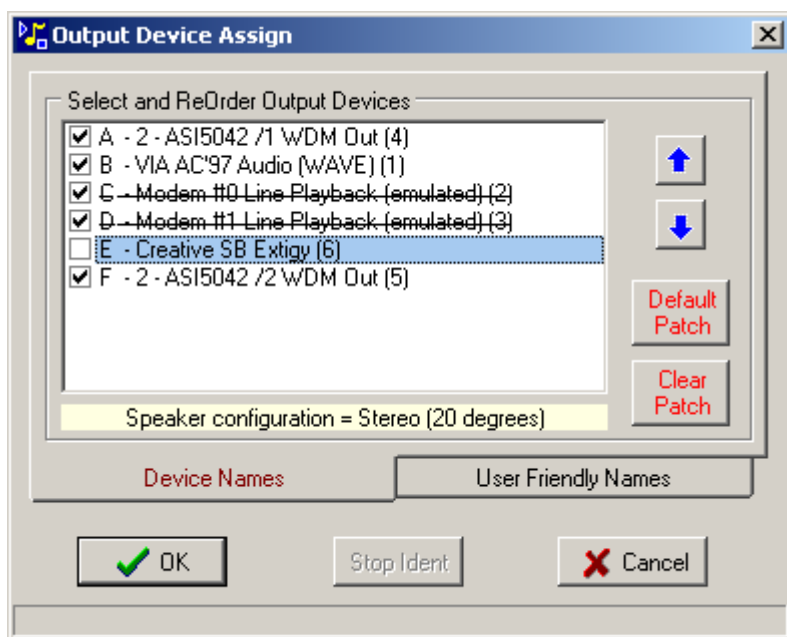 Output Device Assign
Select and ReOrder Output Devices
A - 2 - ASI5042 /1 WDM Out (4)
B - VIA AC'97 Audio (WAVE) (1)
C - Modem #0 Line Playback (emulated) (2)
D - Modem #1 Line Playback (emulated) (3)
E - Creative SB Extigy (6)
F - 2 - ASI5042 /2 WDM Out (5)
Default
Patch
Clear
Patch
Speaker configuration = Stereo (20 degrees)
Device Names
User Friendly Names
OK
Stop Ident
Cancel